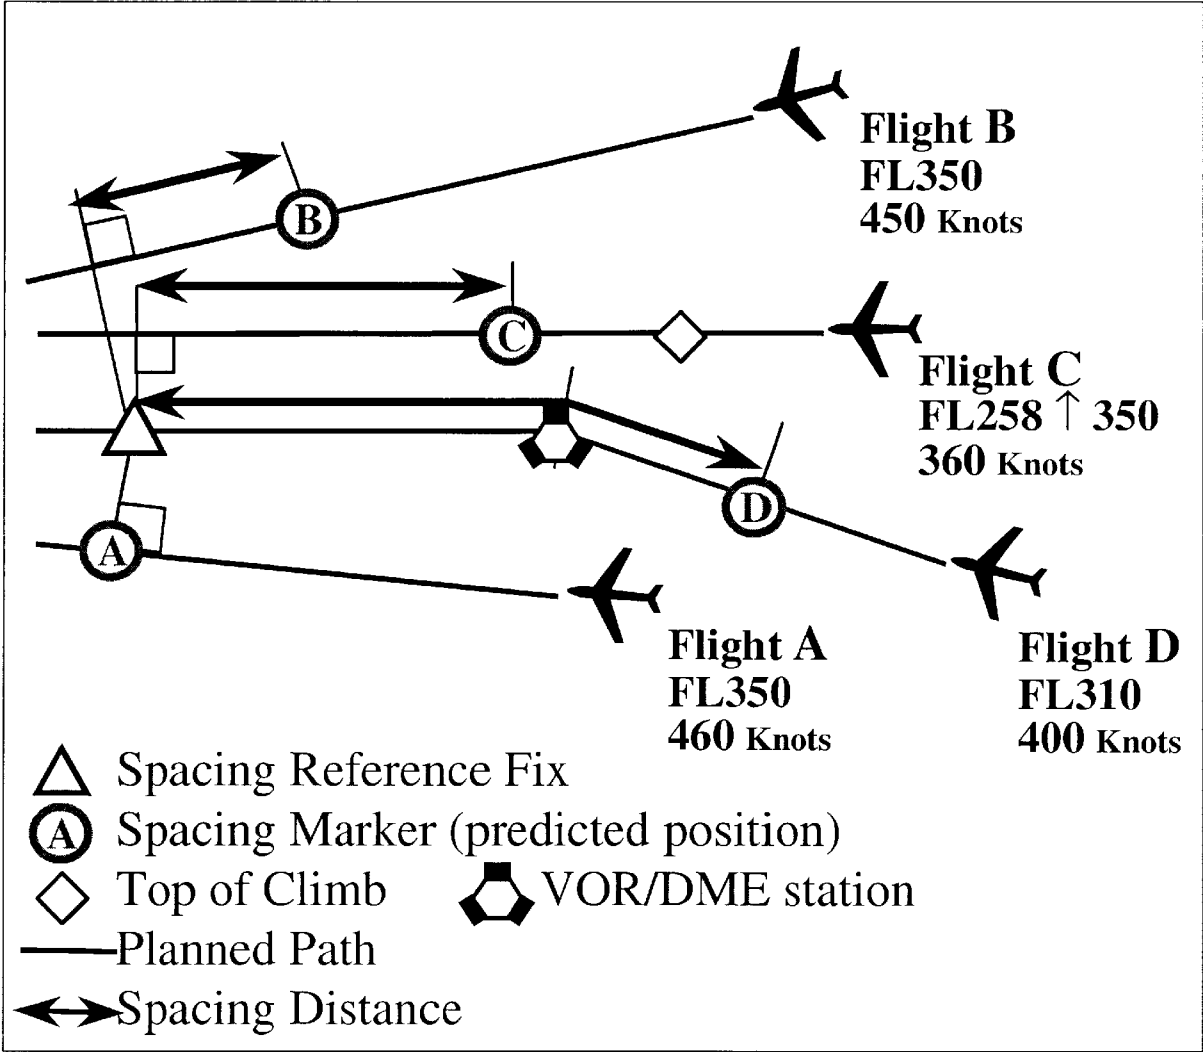 Flight B
FL350
450 Knots
B
C
Flight C
FL258 ↑ 350
360 Knots
D
A
Flight A
FL350
460 Knots
Flight D
FL310
400 Knots
Spacing Reference Fix
A Spacing Marker (predicted position)
Top of Climb
VOR/DME station
Planned Path
Spacing Distance